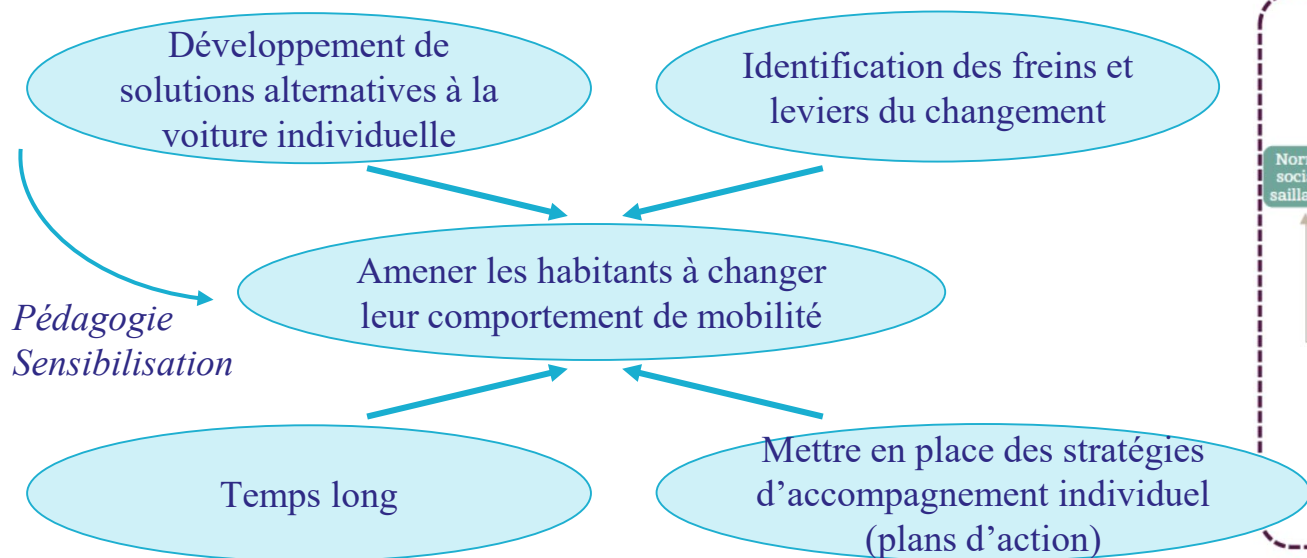 Développement de
solutions alternatives à la
voiture individuelle
Identification des freins et
leviers du changement
Amener les habitants à changer
leur comportement de mobilité
Pédagogie
Sensibilisation
Temps long
Mettre en place des stratégies
d’accompagnement individuel
(plans d’action)